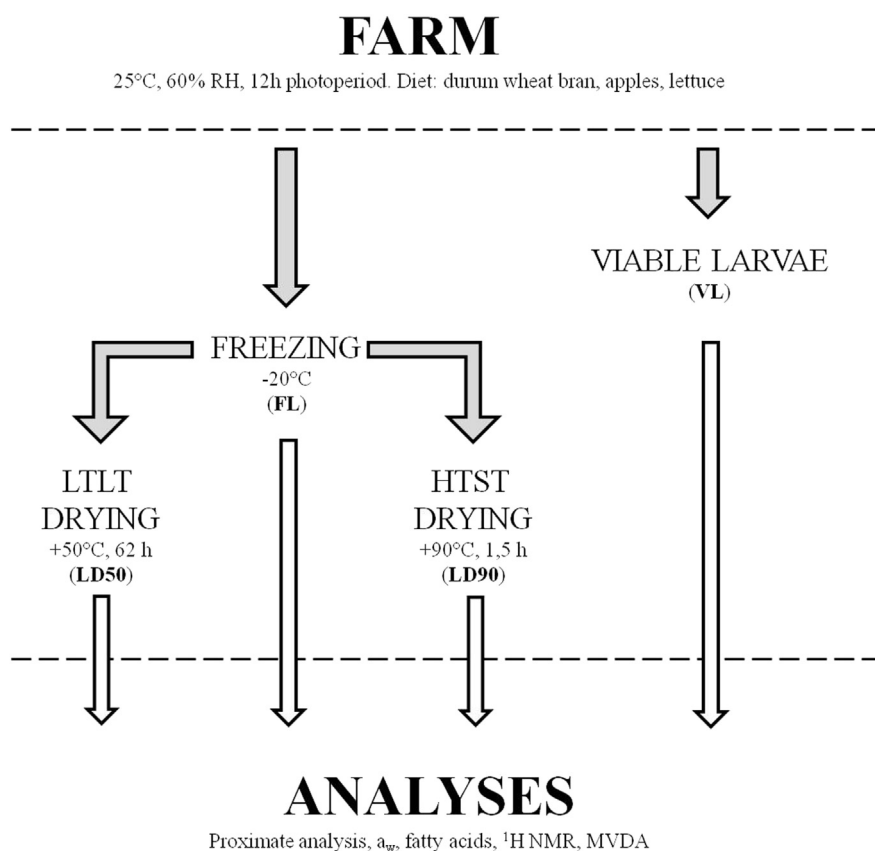 FARM
25°C, 60% RH, 12h photoperiod. Diet: durum wheat bran, apples, lettuce
VIABLE LARVAE
(VL)
FREEZING
-20°C
(FL)
LTLT
DRYING
+50°C, 62 h
(LD50)
HTST
DRYING
+90°C, 1,5 h
(LD90)
ANALYSES
Proximate analysis, a_w, fatty acids, ¹H NMR, MVDA